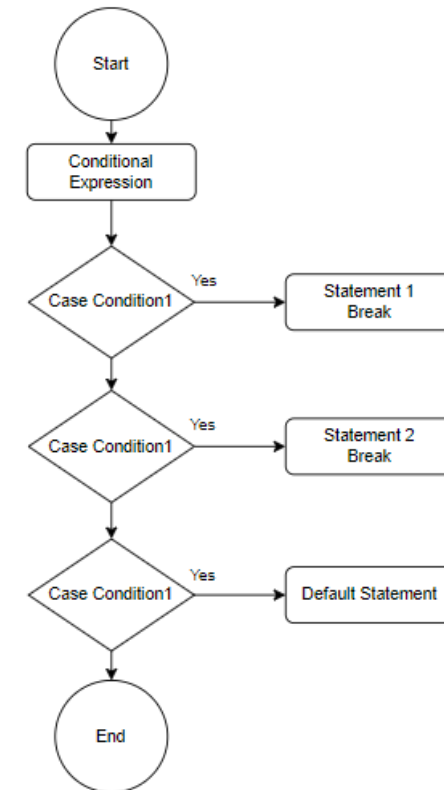 Start
Conditional
Expression
Case Condition1
Yes
Statement 1
Break
Case Condition1
Yes
Statement 2
Break
Case Condition1
Yes
Default Statement
End